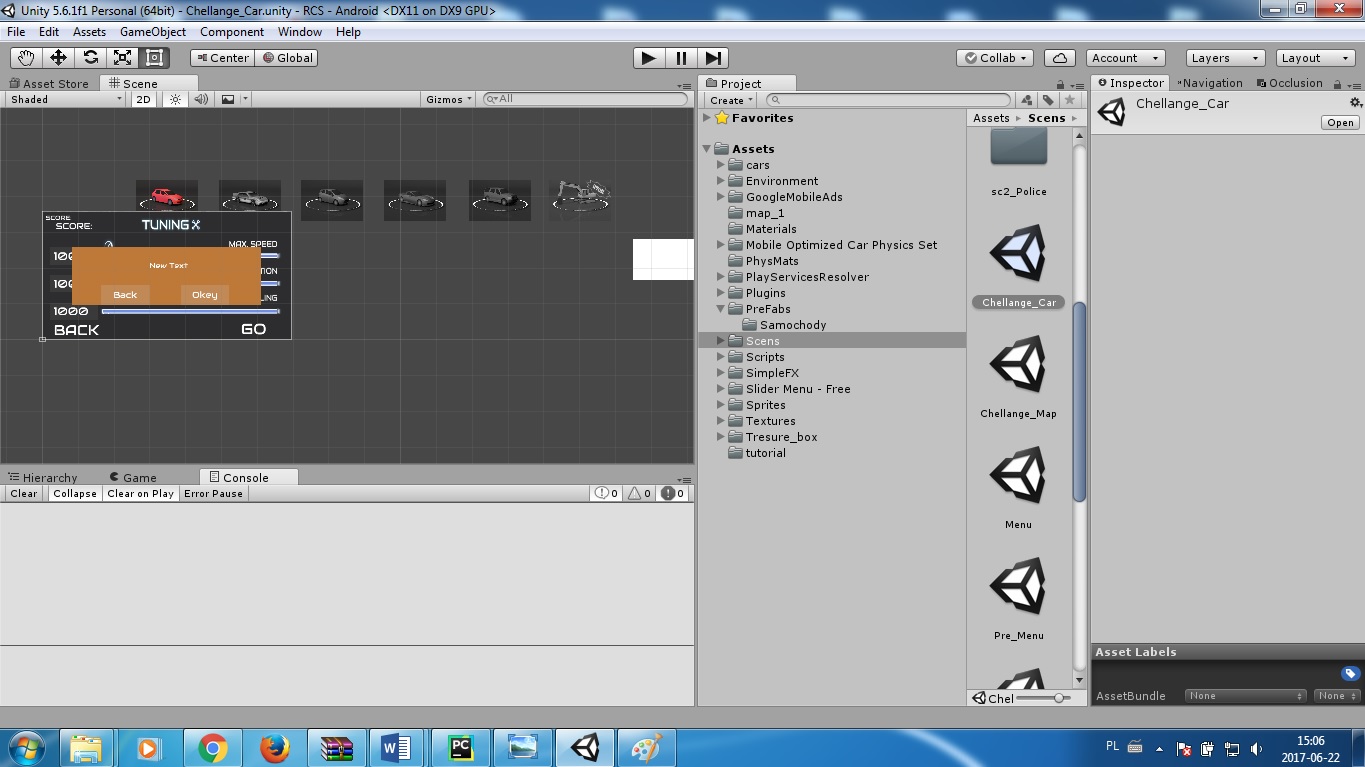 Unity 5.6.1f1 Personal (64bit) - Chellange_Car.unity - RCS - Android <DX11 on DX9 GPU>
File Edit Assets GameObject Component Window Help
Center Global Collab Account Layers Layout
Asset Store Scene
Shaded 2D Gizmos All
SCORE
SCORE: TUNING X
MAX. SPEED
100
New Text
TION
100
Back Okey
LING
1000
BACK GO
Hierarchy Game Console
Clear Collapse Clear on Play Error Pause 0 0 0
Project
Create
Favorites
Assets
cars
Environment
GoogleMobileAds
map_1
Materials
Mobile Optimized Car Physics Set
PhysMats
PlayServicesResolver
Plugins
PreFabs
Samochody
Scens
Scripts
SimpleFX
Slider Menu - Free
Sprites
Textures
Tresure_box
tutorial
Assets Scens
sc2_Police
Chellange_Car
Chellange_Map
Menu
Pre_Menu
Chel
Inspector Navigation Occlusion
Chellange_Car
Open
Asset Labels
AssetBundle None None
PL 15:06
2017-06-22